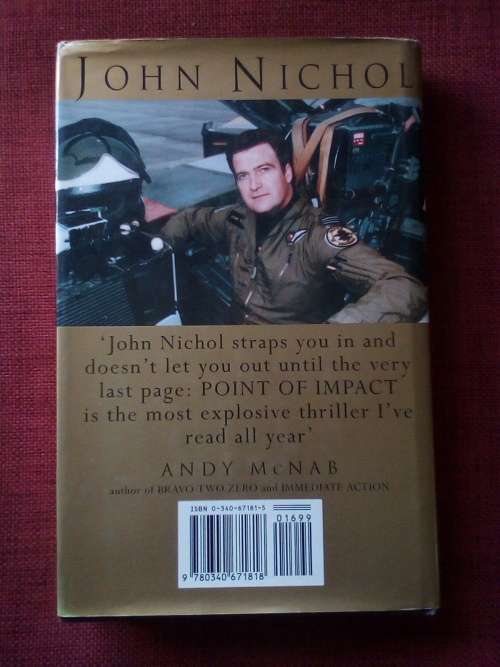 JOHN NICHOL
'John Nichol straps you in and
doesn't let you out until the very
last page: POINT OF IMPACT
is the most explosive thriller I've
read all year'
ANDY McNAB
author of BRAVO TWO ZERO and IMMEDIATE ACTION
ISBN 0-340-67181-5
01699
9 780340 671818